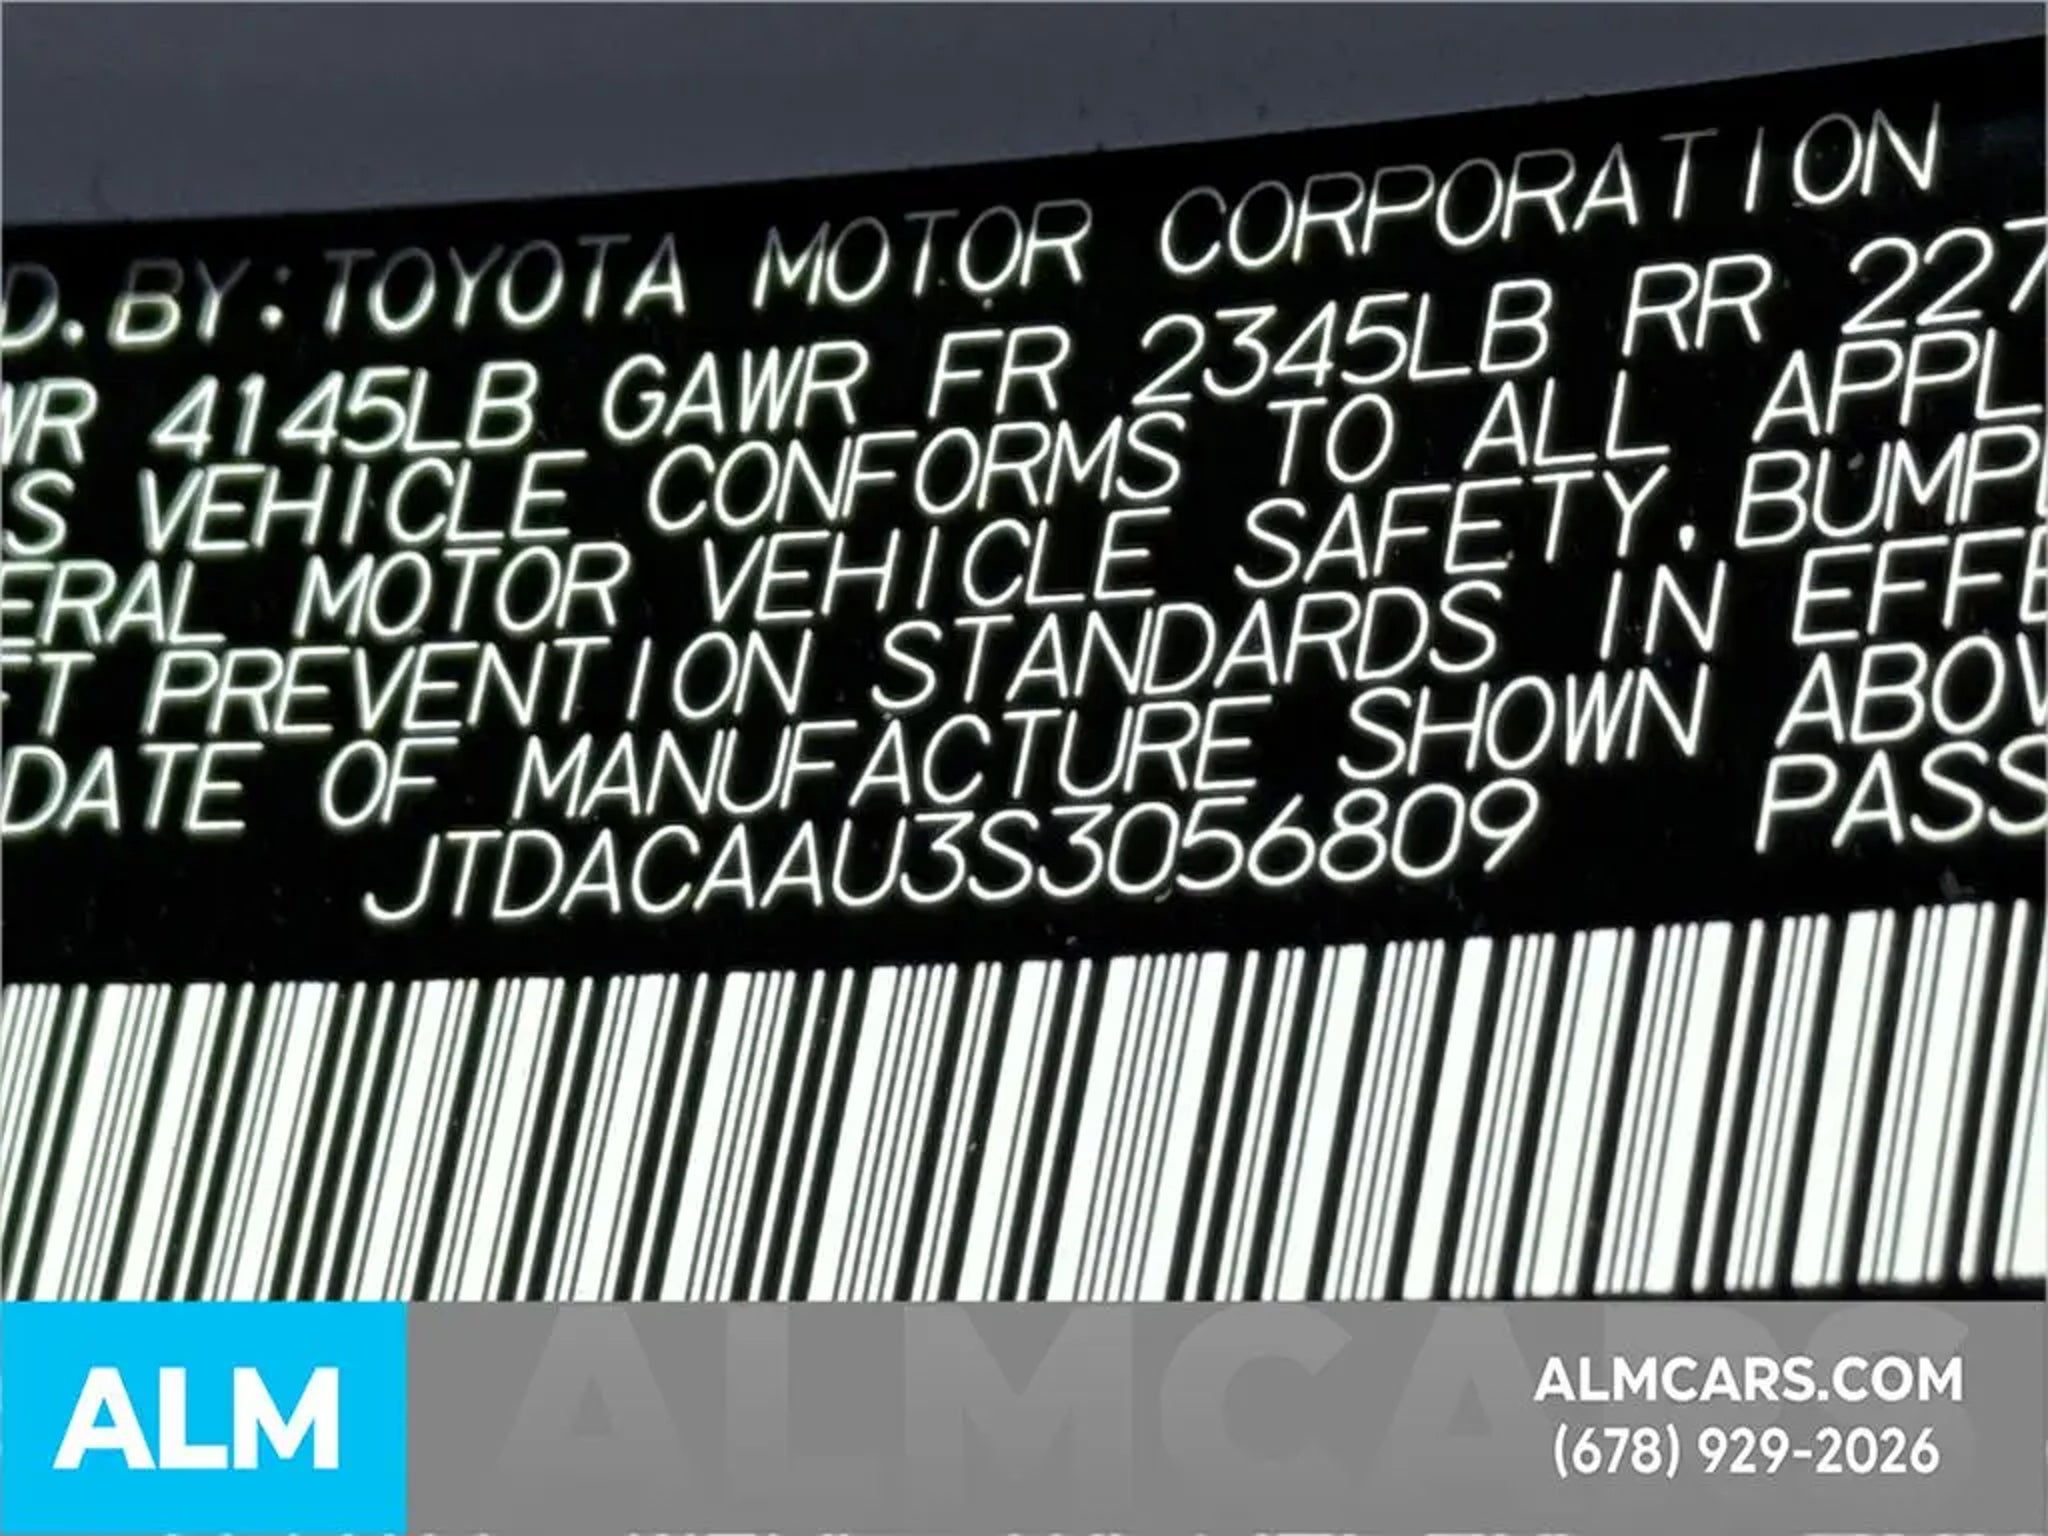 D.BY:TOYOTA MOTOR CORPORATION
WR 4145LB GAWR FR 2345LB RR 227
S VEHICLE CONFORMS TO ALL APPL
ERAL MOTOR VEHICLE SAFETY,BUMP
FT PREVENTION STANDARDS IN EFFE
DATE OF MANUFACTURE SHOWN ABOV
JTDACAAU3S3056809 PASS
ALM
ALMCARS
ALMCARS.COM
(678) 929-2026